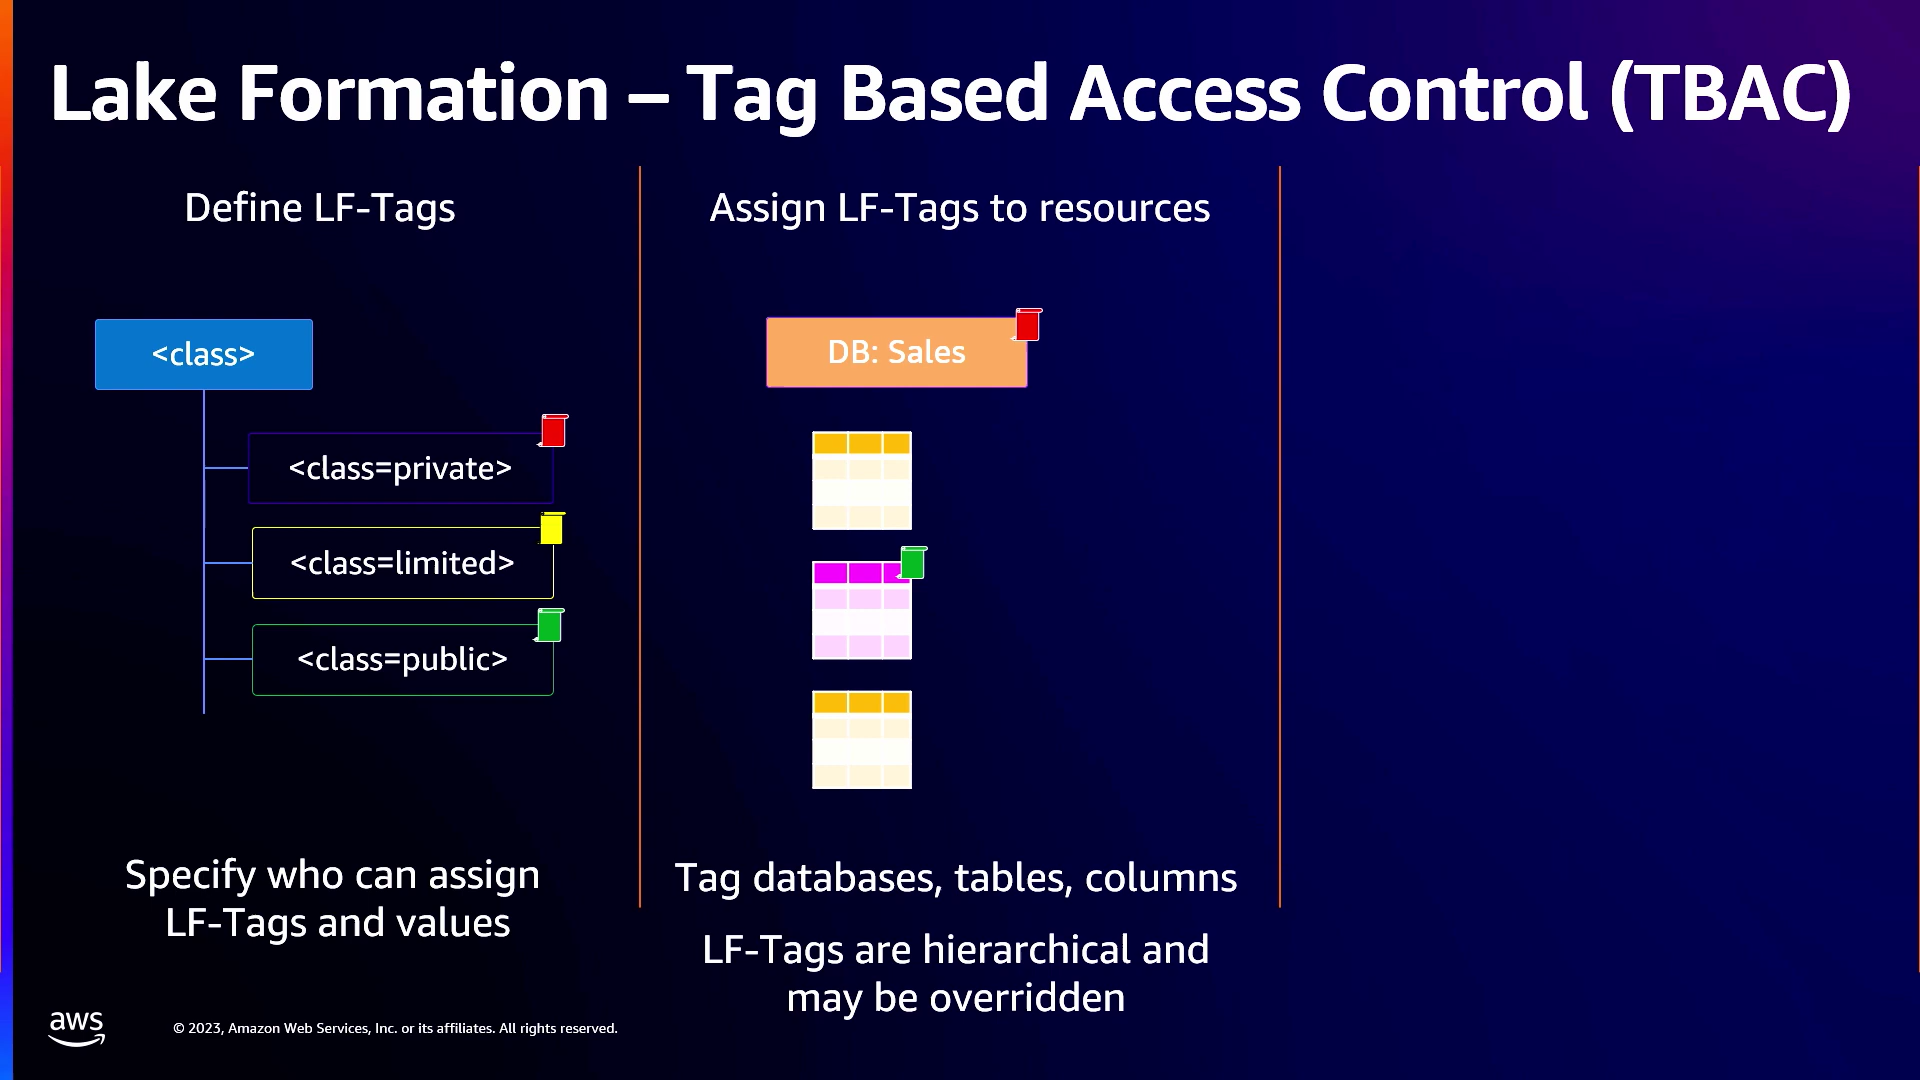 Lake Formation – Tag Based Access Control (TBAC)
Define LF-Tags
<class>
<class=private>
<class=limited>
<class=public>
Specify who can assign
LF-Tags and values
Assign LF-Tags to resources
DB: Sales
Tag databases, tables, columns
LF-Tags are hierarchical and
may be overridden
aws
© 2023, Amazon Web Services, Inc. or its affiliates. All rights reserved.